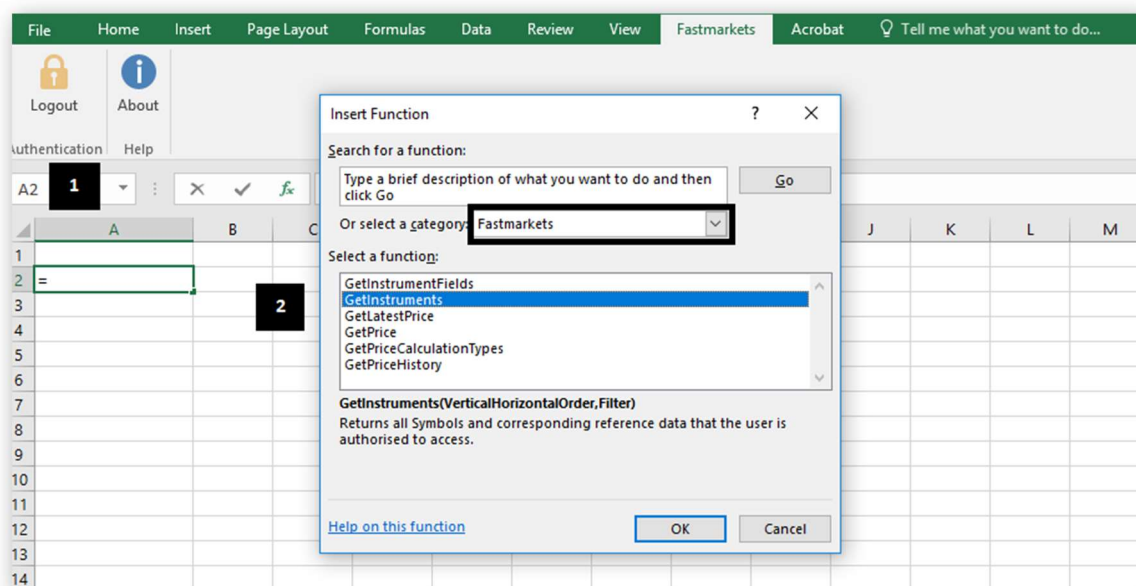 File Home Insert Page Layout Formulas Data Review View Fastmarkets Acrobat Tell me what you want to do...
Logout About
uthentication Help
A2 1 fx
A B C J K L M
1
2 =
3
4
5
6
7
8
9
10
11
12
13
14
2
Insert Function ?
Search for a function:
Type a brief description of what you want to do and then
click Go
Go
Or select a category: Fastmarkets
Select a function:
GetInstrumentFields
GetInstruments
GetLatestPrice
GetPrice
GetPriceCalculationTypes
GetPriceHistory
GetInstruments(VerticalHorizontalOrder,Filter)
Returns all Symbols and corresponding reference data that the user is
authorised to access.
Help on this function OK Cancel